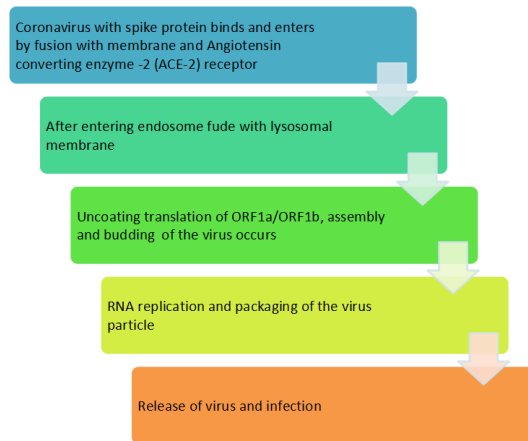 Coronavirus with spike protein binds and enters
by fusion with membrane and Angiotensin
converting enzyme -2 (ACE-2) receptor
After entering endosome fude with lysosomal
membrane
Uncoating translation of ORF1a/ORF1b, assembly
and budding of the virus occurs
RNA replication and packaging of the virus
particle
Release of virus and infection